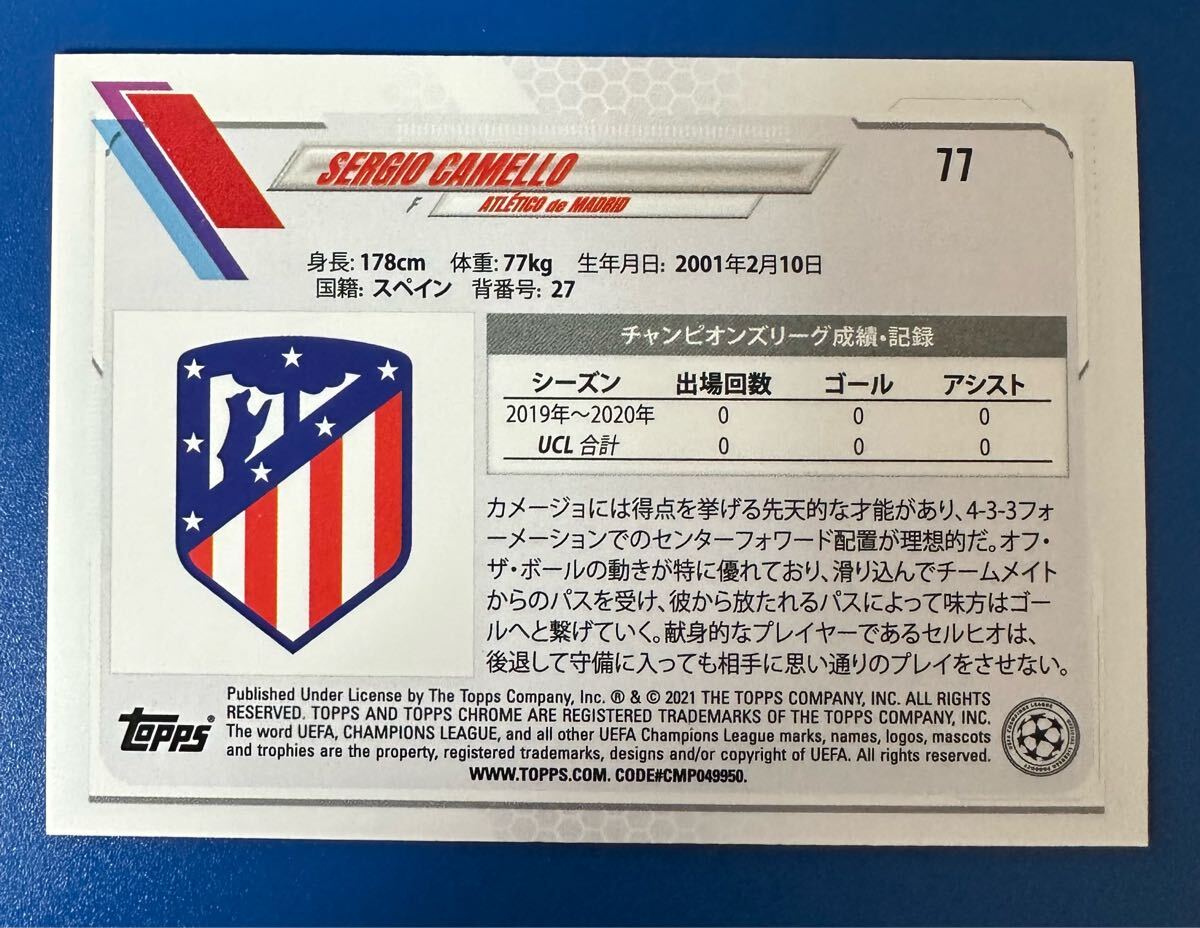 SERGIO CAMELLO
77
F ATLÉTICO de MADRID
身長: 178cm 体重: 77kg 生年月日: 2001年2月10日
国籍: スペイン 背番号: 27
チャンピオンズリーグ成績・記録
シーズン 出場回数 ゴール アシスト
2019年～2020年 0 0 0
UCL 合計 0 0 0
カメージョには得点を挙げる先天的な才能があり、4-3-3フォ
ーメーションでのセンターフォワード配置が理想的だ。オフ・
ザ・ボールの動きが特に優れており、滑り込んでチームメイト
からのパスを受け、彼から放たれるパスによって味方はゴー
ルへと繋げていく。献身的なプレイヤーであるセルヒオは、
後退して守備に入っても相手に思い通りのプレイをさせない。
Published Under License by The Topps Company, Inc. ® & © 2021 THE TOPPS COMPANY, INC. ALL RIGHTS
RESERVED. TOPPS AND TOPPS CHROME ARE REGISTERED TRADEMARKS OF THE TOPPS COMPANY, INC.
The word UEFA, CHAMPIONS LEAGUE, and all other UEFA Champions League marks, names, logos, mascots
and trophies are the property, registered trademarks, designs and/or copyright of UEFA. All rights reserved.
WWW.TOPPS.COM. CODE#CMP049950.
Topps®